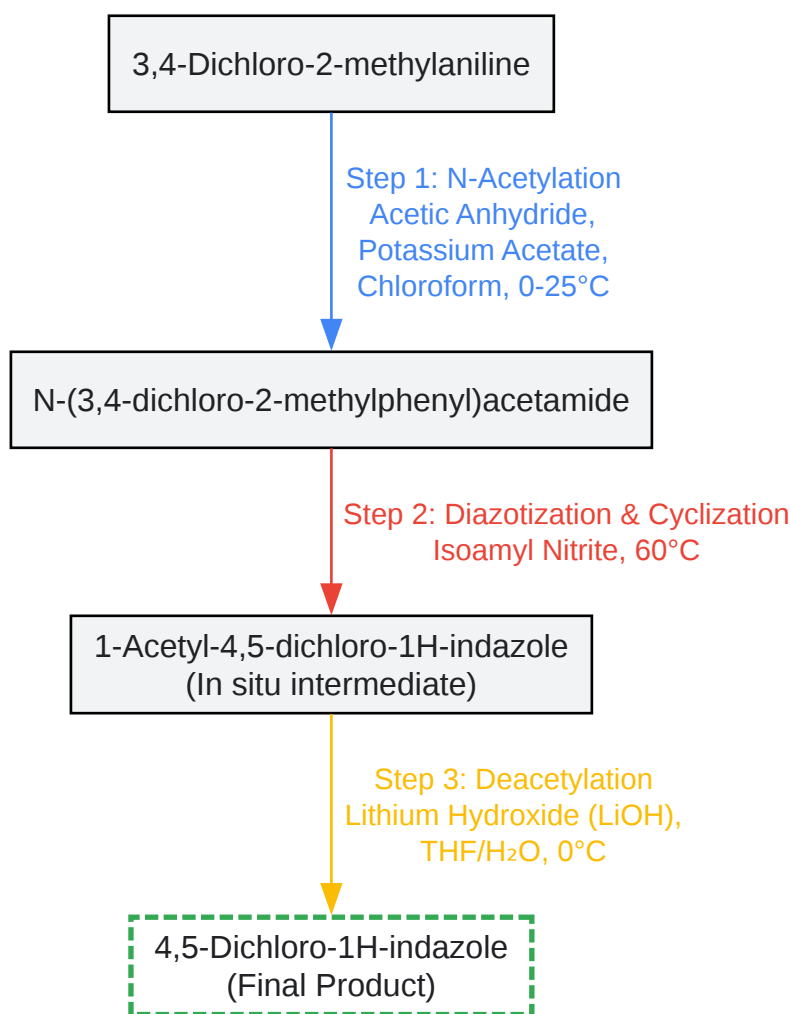 3,4-Dichloro-2-methylaniline
Step 1: N-Acetylation
Acetic Anhydride,
Potassium Acetate,
Chloroform, 0-25°C
N-(3,4-dichloro-2-methylphenyl)acetamide
Step 2: Diazotization & Cyclization
Isoamyl Nitrite, 60°C
1-Acetyl-4,5-dichloro-1H-indazole
(In situ intermediate)
Step 3: Deacetylation
Lithium Hydroxide (LiOH),
THF/H₂O, 0°C
4,5-Dichloro-1H-indazole
(Final Product)